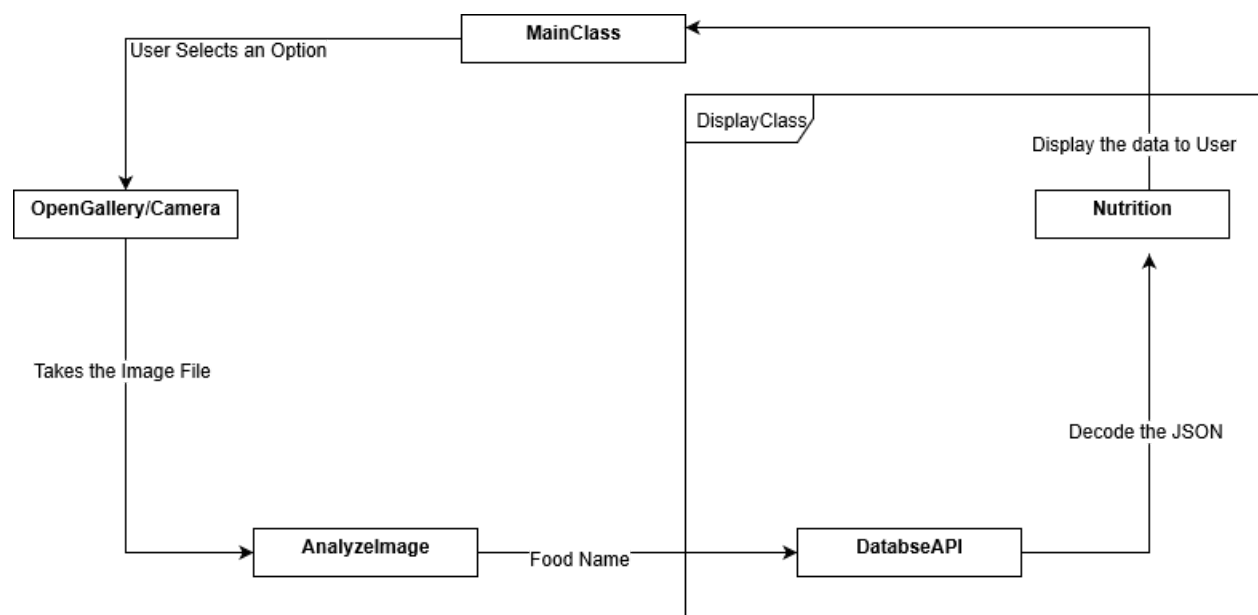 MainClass
User Selects an Option
DisplayClass
Display the data to User
OpenGallery/Camera
Nutrition
Takes the Image File
Decode the JSON
AnalyzeImage
Food Name
DatabseAPI